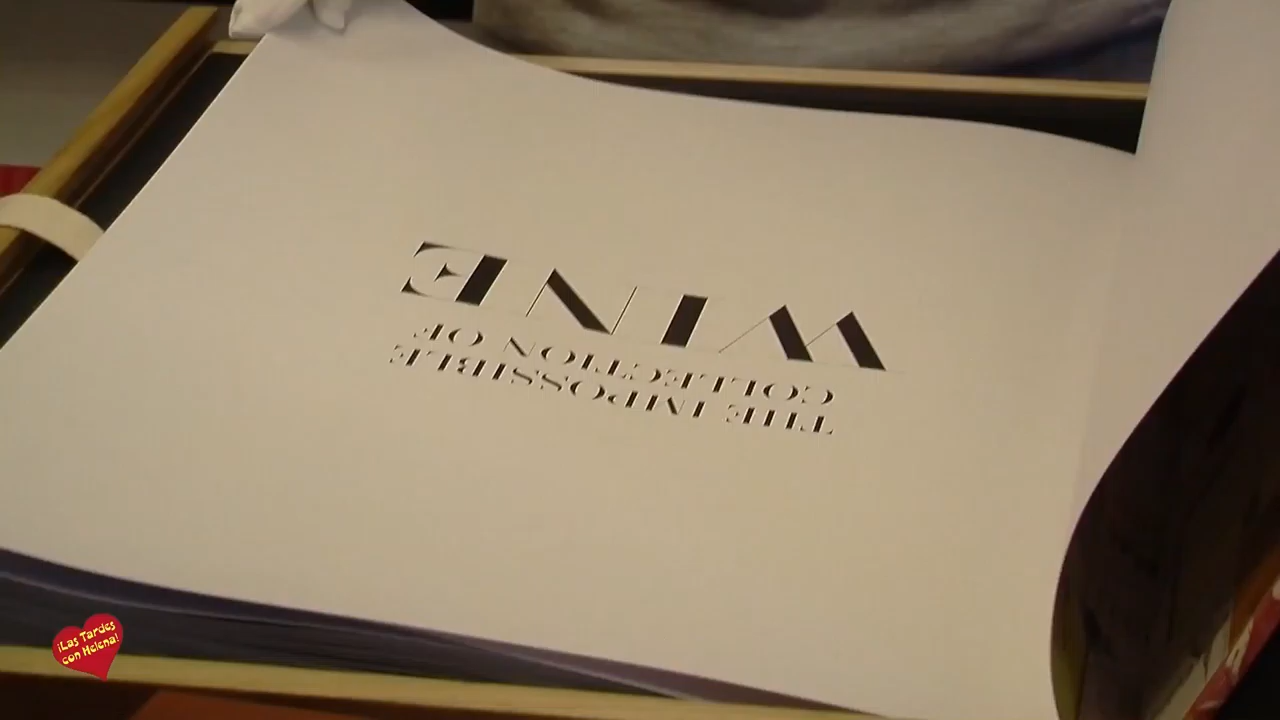 THE IMPOSSIBLE
COLLECTION OF
WINE
¡Las Tardes
con Helena!